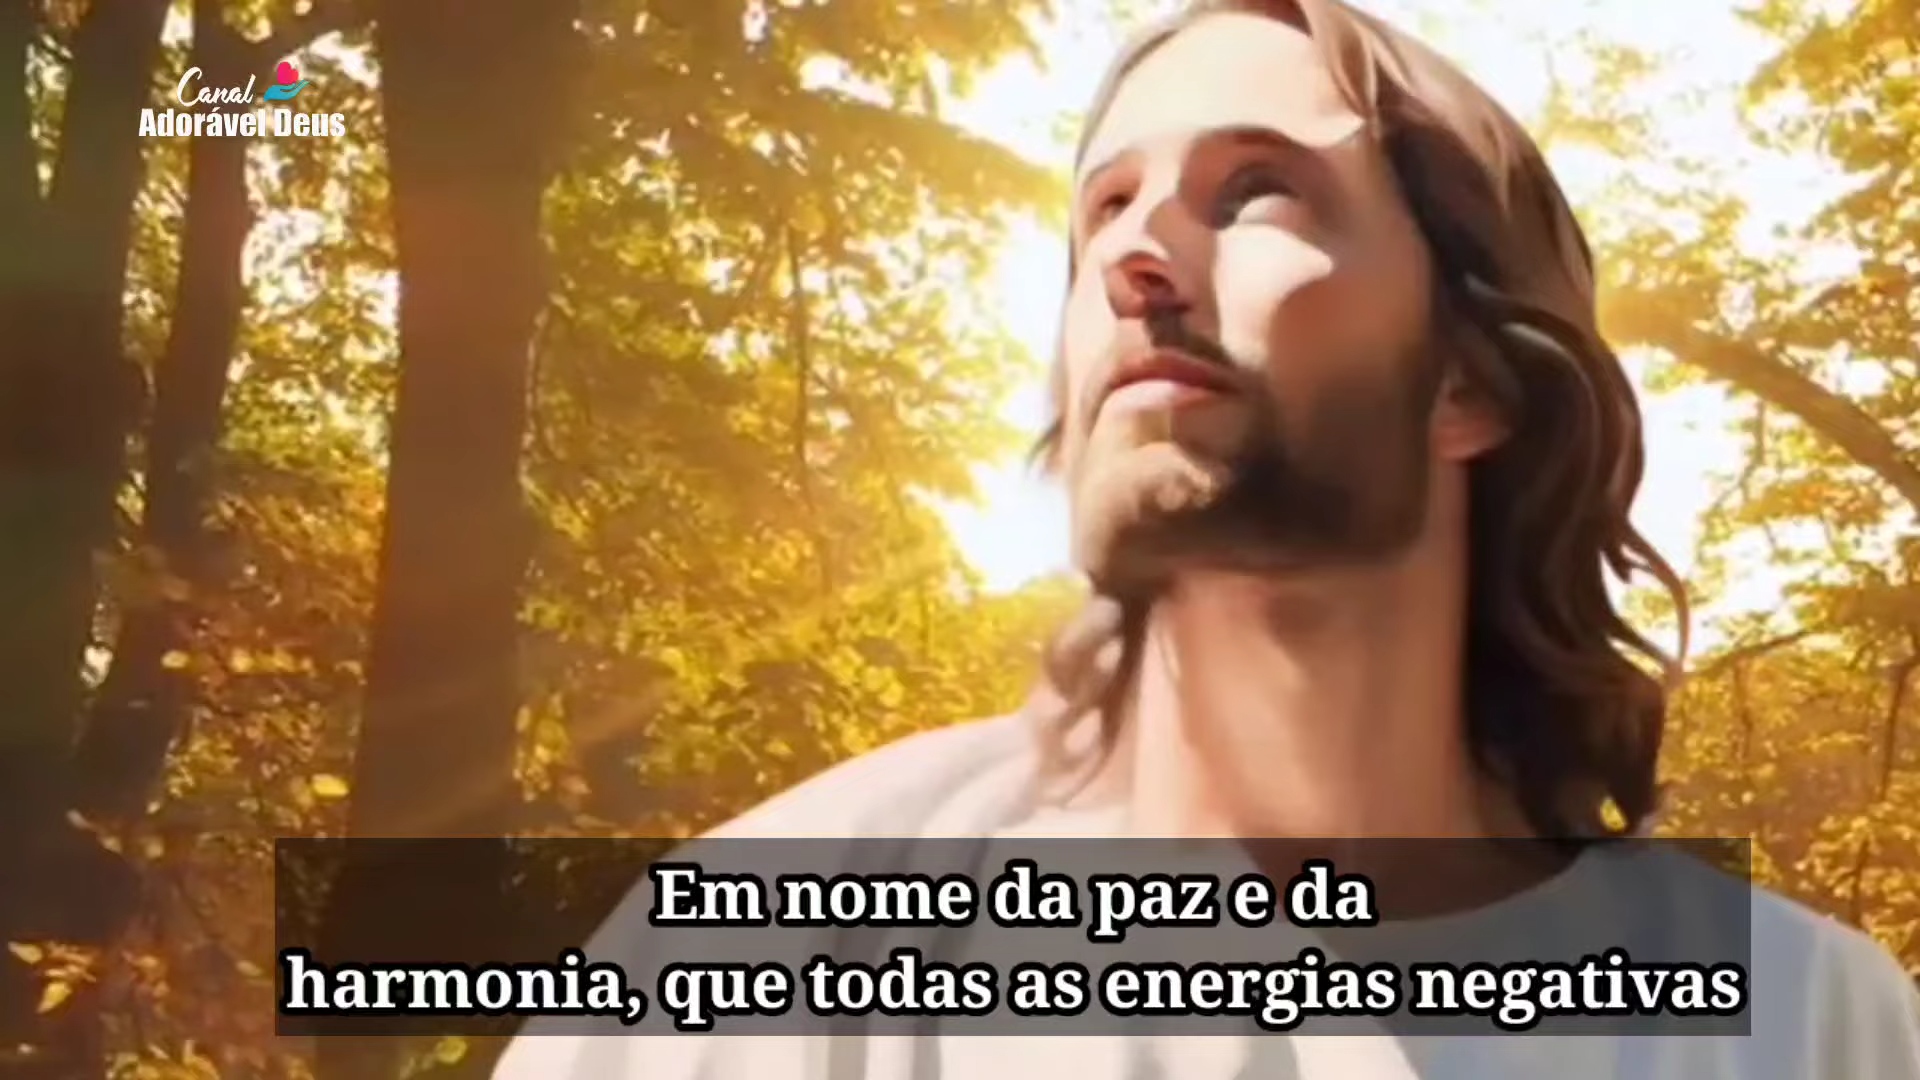 Canal
Adorável Deus
Em nome da paz e da
harmonia, que todas as energias negativas